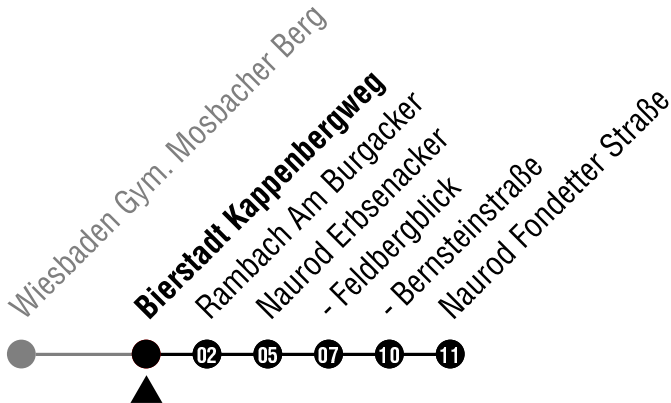 Wiesbaden Gym. Mosbacher Berg
Bierstadt Kappenbergweg
Rambach Am Burgacker
Naurod Erbsenacker
- Feldbergblick
- Bernsteinstraße
Naurod Fondetter Straße
02 05 07 10 11